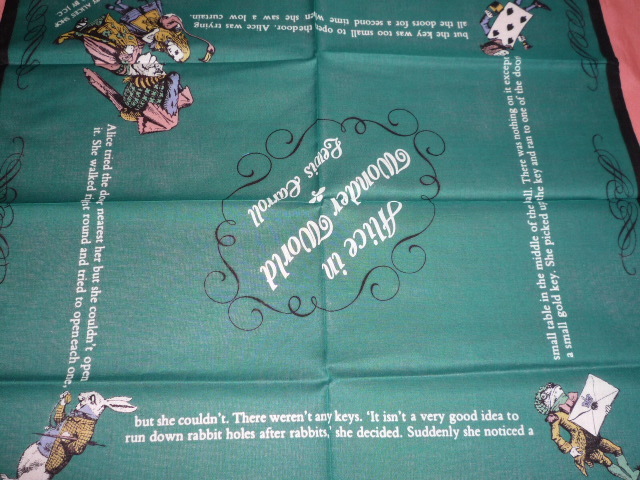 Alice in
Wonder World
Lewis Carroll
Alice tried the door nearest her but she couldn't open
it. She walked right round and tried to open each one,
but she couldn't. There weren't any keys. 'It isn't a very good idea to
run down rabbit holes after rabbits,' she decided. Suddenly she noticed a
small table in the middle of the hall. There was nothing on it except
a small gold key. She picked up the key and ran to one of the doors
but the key was too small to open the door. Alice was trying
all the doors for a second time when she saw a low curtain.